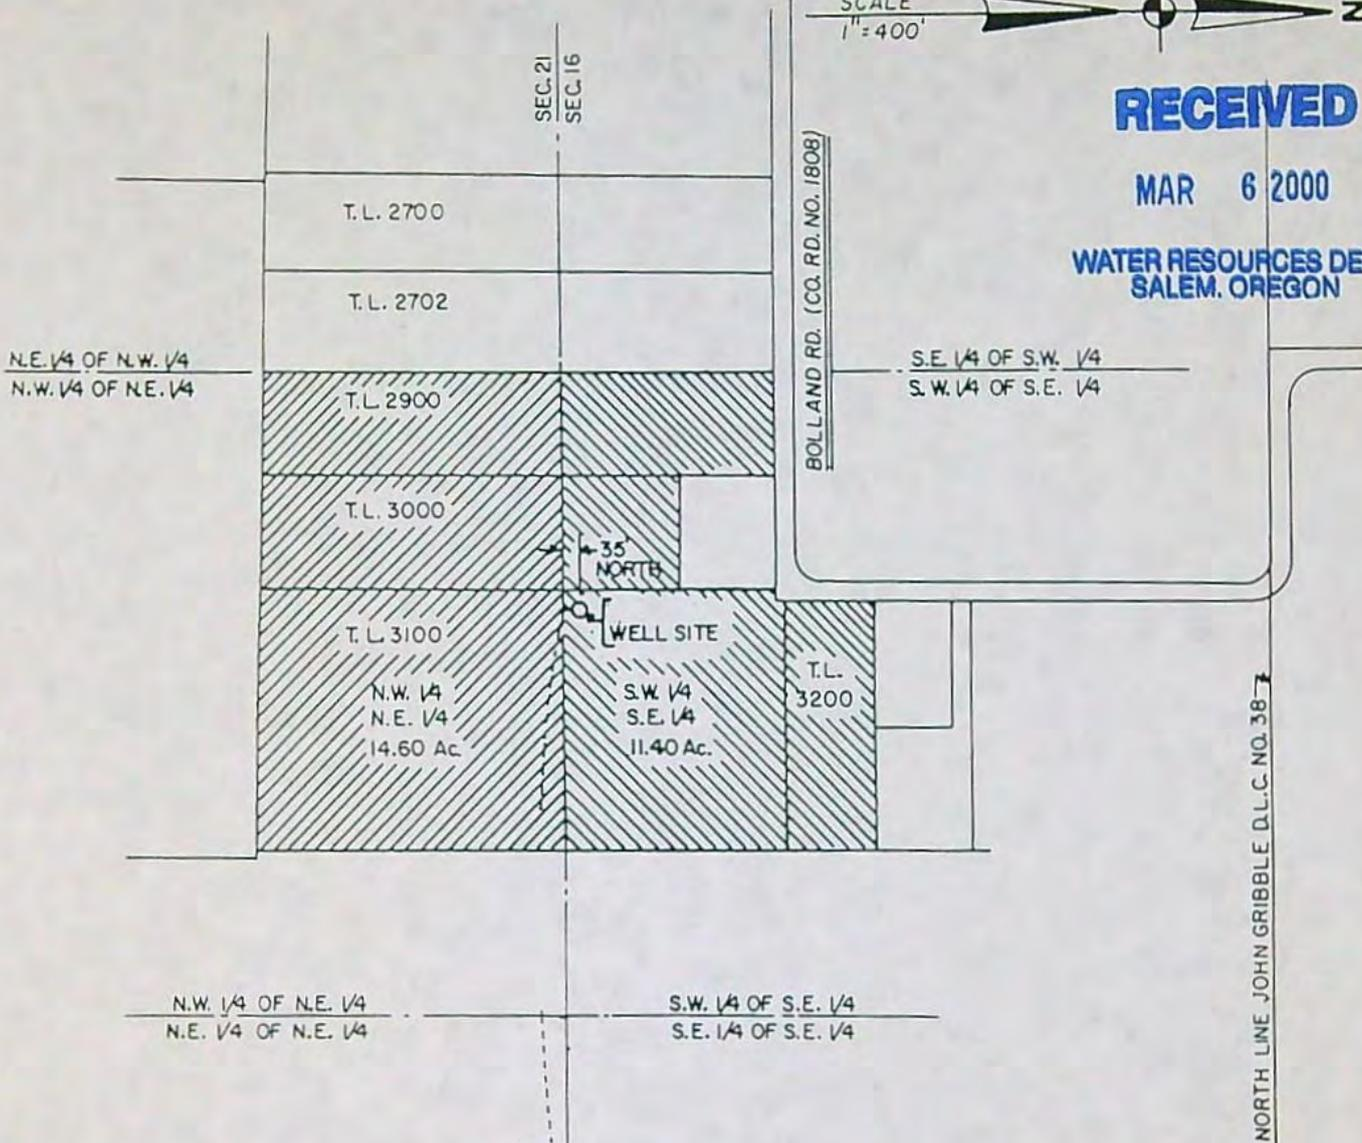 SCALE
1"=400'
N
RECEIVED
MAR 6 2000
WATER RESOURCES DE
SALEM, OREGON
SEC. 21
SEC. 16
BOLLAND RD. (CO. RD. NO. 1808)
T.L. 2700
T.L. 2702
N.E. 1/4 OF N.W. 1/4
N.W. 1/4 OF N.E. 1/4
S.E. 1/4 OF S.W. 1/4
S.W. 1/4 OF S.E. 1/4
T.L. 2900
T.L. 3000
35'
NORTH
T.L. 3100
WELL SITE
N.W. 1/4
N.E. 1/4
14.60 Ac.
S.W. 1/4
S.E. 1/4
11.40 Ac.
T.L.
3200
NORTH LINE JOHN GRIBBLE D.L.C. NO. 38
N.W. 1/4 OF N.E. 1/4
N.E. 1/4 OF N.E. 1/4
S.W. 1/4 OF S.E. 1/4
S.E. 1/4 OF S.E. 1/4